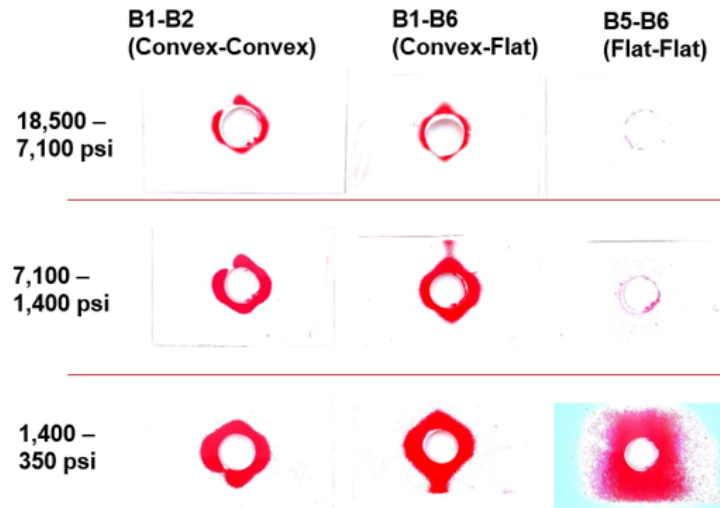 B1-B2
(Convex-Convex)
B1-B6
(Convex-Flat)
B5-B6
(Flat-Flat)
18,500 –
7,100 psi
7,100 –
1,400 psi
1,400 –
350 psi